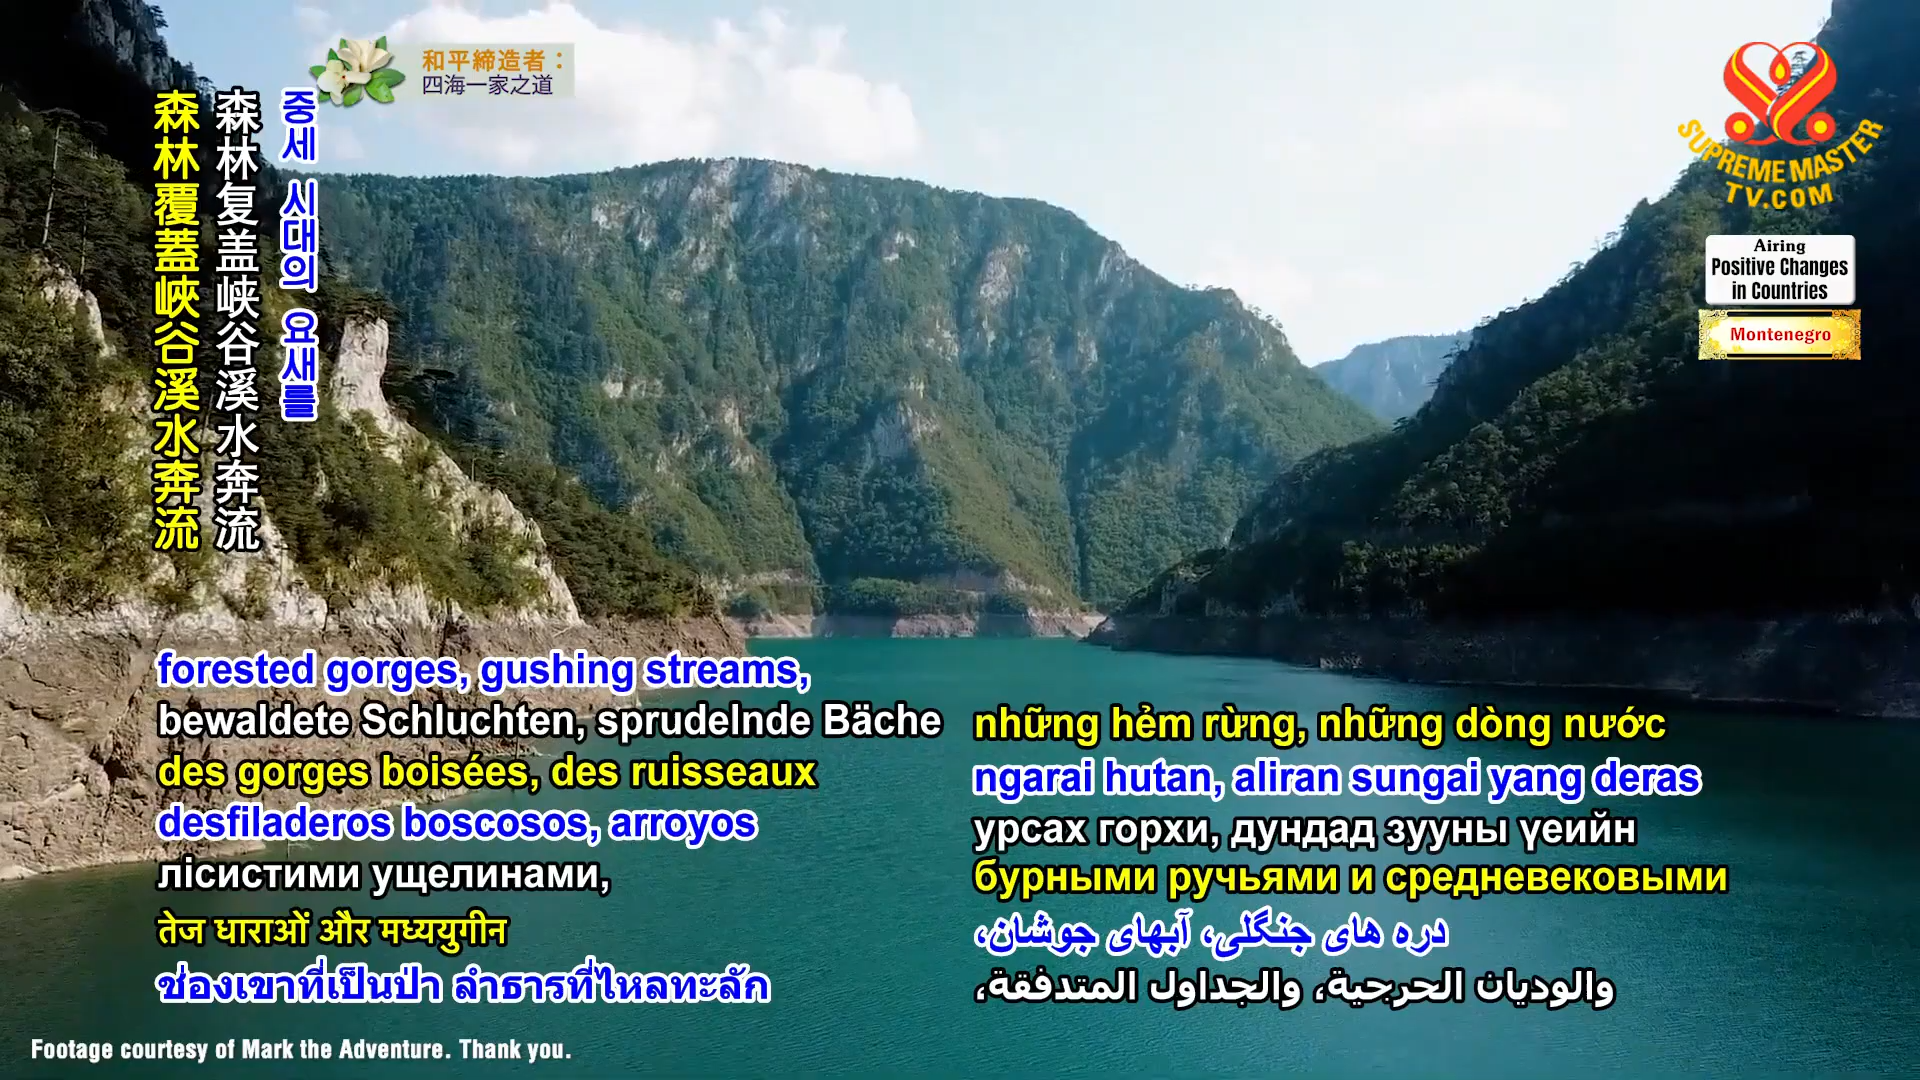 和平締造者：
四海一家之道
SUPREME MASTER
TV.COM
Airing
Positive Changes
in Countries
Montenegro
森林覆蓋峽谷溪水奔流
森林复盖峡谷溪水奔流
중세 시대의 요새를
forested gorges, gushing streams,
bewaldete Schluchten, sprudelnde Bäche
des gorges boisées, des ruisseaux
desfiladeros boscosos, arroyos
лісистими ущелинами,
तेज धाराओं और मध्ययुगीन
ช่องเขาที่เป็นป่า ลำธารที่ไหลทะลัก
những hẻm rừng, những dòng nước
ngarai hutan, aliran sungai yang deras
урсах горхи, дундад зууны үеийн
бурными ручьями и средневековыми
دره های جنگلی، آبهای جوشان،
والوديان الحرجية، والجداول المتدفقة،
Footage courtesy of Mark the Adventure. Thank you.